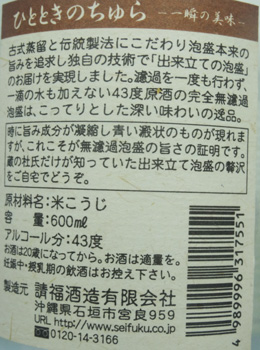 ひとときのちゅら ―一瞬の美味―
古式蒸留と伝統製法にこだわり泡盛本来の
旨みを追求し独自の技術で「出来立ての泡盛」
のお届を実現しました。濾過を一度も行わず、
一滴の水も加えない43度原酒の完全無濾過
泡盛は、こってりとした深い味わいの逸品。
時に旨み成分が凝縮し青い澱状のものが現れま
すが、これこそが無濾過泡盛の旨さの証明です。
蔵の杜氏だけが知っていた出来立て泡盛の贅沢
をご自宅でどうぞ。
原材料名:米こうじ
容量:600mℓ
アルコール分:43度
お酒は20歳になってから。お酒は適量を。
妊娠中・授乳期の飲酒はお控え下さい。
製造元 請福酒造有限会社
沖縄県石垣市宮良959
URL http://www.seifuku.co.jp
0120-14-3166
4989996317551